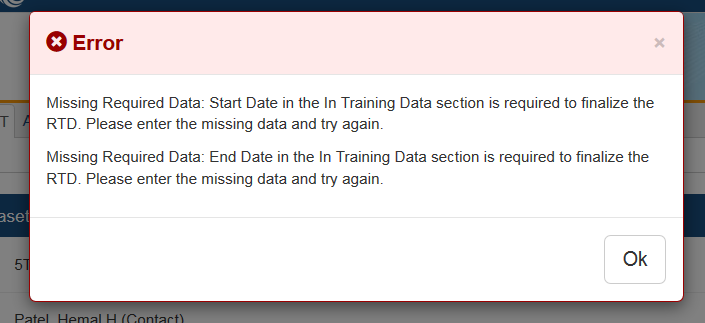 Error
×
Missing Required Data: Start Date in the In Training Data section is required to finalize the
RTD. Please enter the missing data and try again.
Missing Required Data: End Date in the In Training Data section is required to finalize the
RTD. Please enter the missing data and try again.
Ok
T A
aset
5T
Patel, Hemal H (Contact)